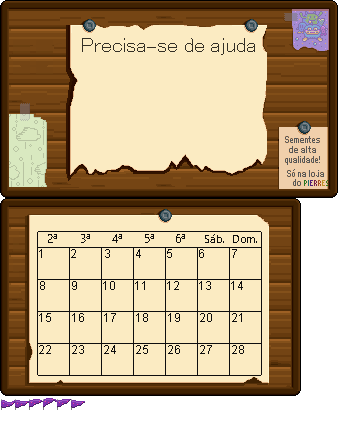 Precisa-se de ajuda
Sementes
de alta
qualidade!
Só na loja
do PIERRES
2ª 3ª 4ª 5ª 6ª Sáb. Dom.
1 2 3 4 5 6 7
8 9 10 11 12 13 14
15 16 17 18 19 20 21
22 23 24 25 26 27 28